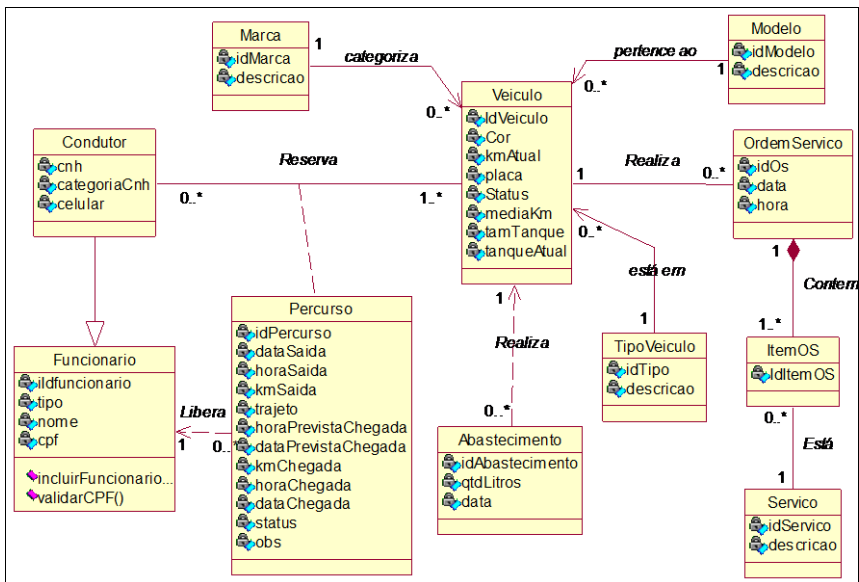 Marca
idMarca
descricao
1
categoriza
0..*
Modelo
idModelo
descricao
pertence ao
1
0..*
Veiculo
IdVeiculo
Cor
kmAtual
placa
Status
mediaKm
tamTanque
tanqueAtual
Condutor
cnh
categoriaCnh
celular
Reserva
0..*
1..*
OrdemServico
idOs
data
hora
Realiza
1
0..*
0..*
está em
1
TipoVeiculo
idTipo
descricao
1
Contem
1..*
ItemOS
IdItemOS
0..*
Está
1
Servico
idServico
descricao
1
Realiza
0..*
Abastecimento
idAbastecimento
qtdLitros
data
Percurso
idPercurso
dataSaida
horaSaida
kmSaida
trajeto
horaPrevistaChegada
dataPrevistaChegada
kmChegada
horaChegada
dataChegada
status
obs
Libera
1
0..*
Funcionario
iIdfuncionario
tipo
nome
cpf
incluirFuncionario...
validarCPF()